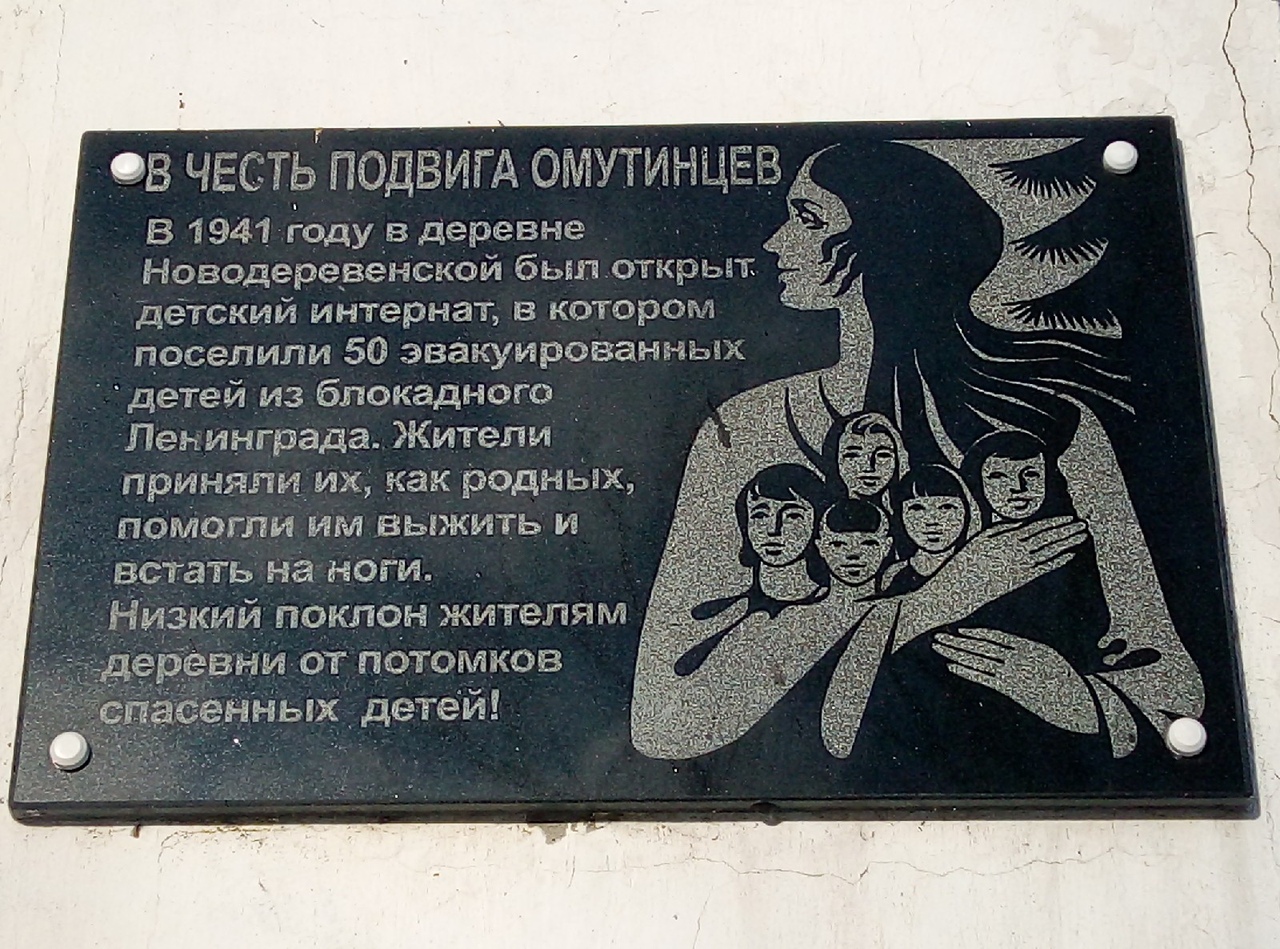 В ЧЕСТЬ ПОДВИГА ОМУТИНЦЕВ
В 1941 году в деревне
Новодеревенской был открыт
детский интернат, в котором
поселили 50 эвакуированных
детей из блокадного
Ленинграда. Жители
приняли их, как родных,
помогли им выжить и
встать на ноги.
Низкий поклон жителям
деревни от потомков
спасенных детей!